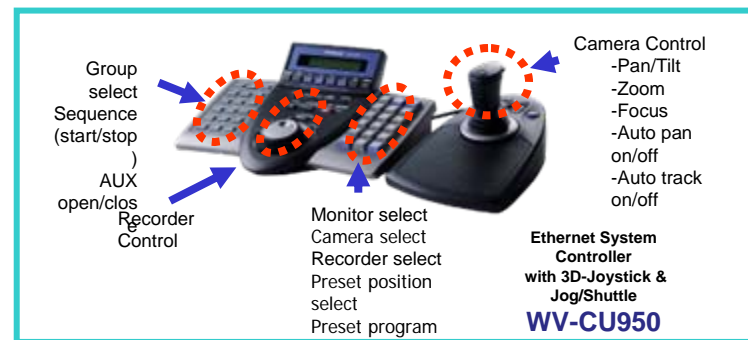 Group
select
Sequence
(start/stop
)
AUX
open/clos
e
Recorder
Control
Monitor select
Camera select
Recorder select
Preset position
select
Preset program
Camera Control
-Pan/Tilt
-Zoom
-Focus
-Auto pan
on/off
-Auto track
on/off
Ethernet System
Controller
with 3D-Joystick &
Jog/Shuttle
WV-CU950